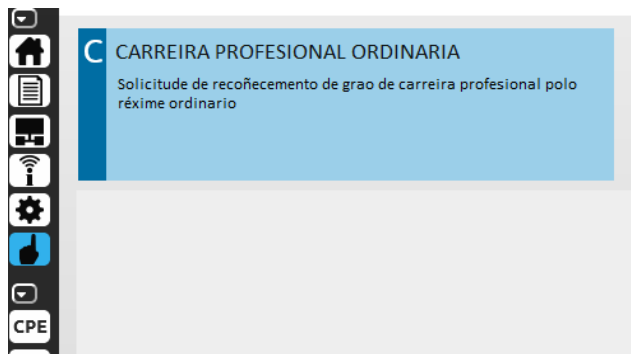 C CARREIRA PROFESIONAL ORDINARIA
Solicitude de recoñecemento de grao de carreira profesional polo
réxime ordinario
i
CPE